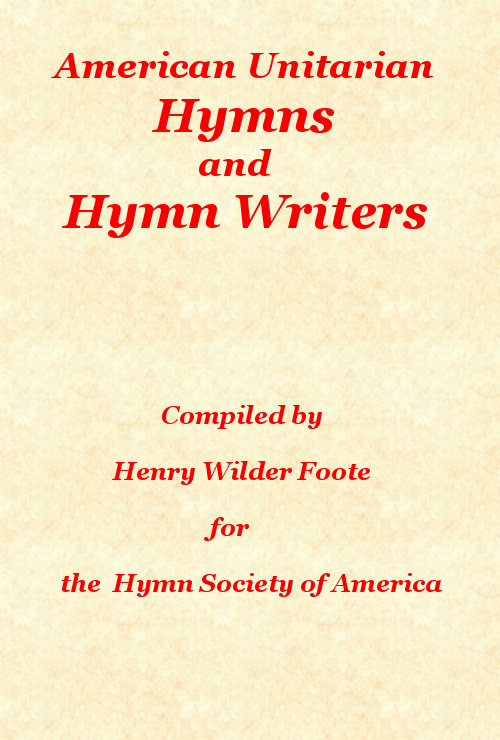 American Unitarian
Hymns
and
Hymn Writers
Compiled by
Henry Wilder Foote
for
the Hymn Society of America